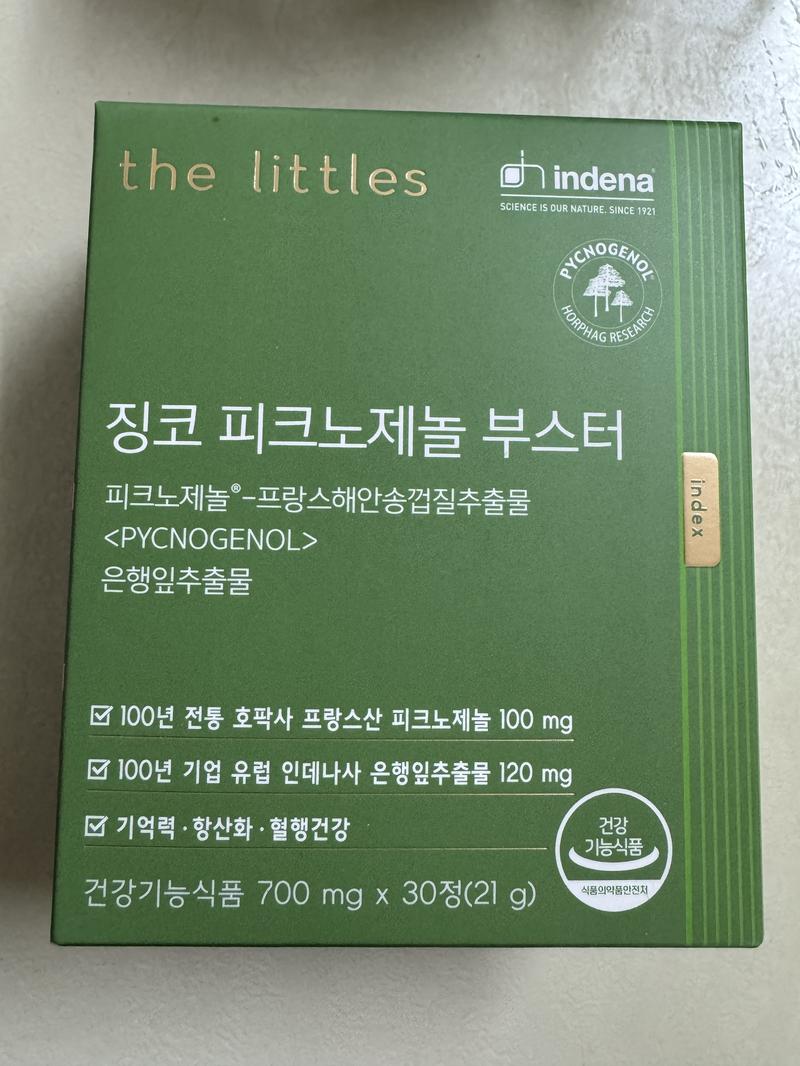 the littles
indena
SCIENCE IS OUR NATURE. SINCE 1921
PYCNOGENOL®
HORPHAG RESEARCH
징코 피크노제놀 부스터
피크노제놀®-프랑스해안송껍질추출물
<PYCNOGENOL>
은행잎추출물
index
100년 전통 호팍사 프랑스산 피크노제놀 100 mg
100년 기업 유럽 인데나사 은행잎추출물 120 mg
기억력·항산화·혈행건강
건강기능식품 700 mg x 30정(21 g)
건강
기능식품
식품의약품안전처